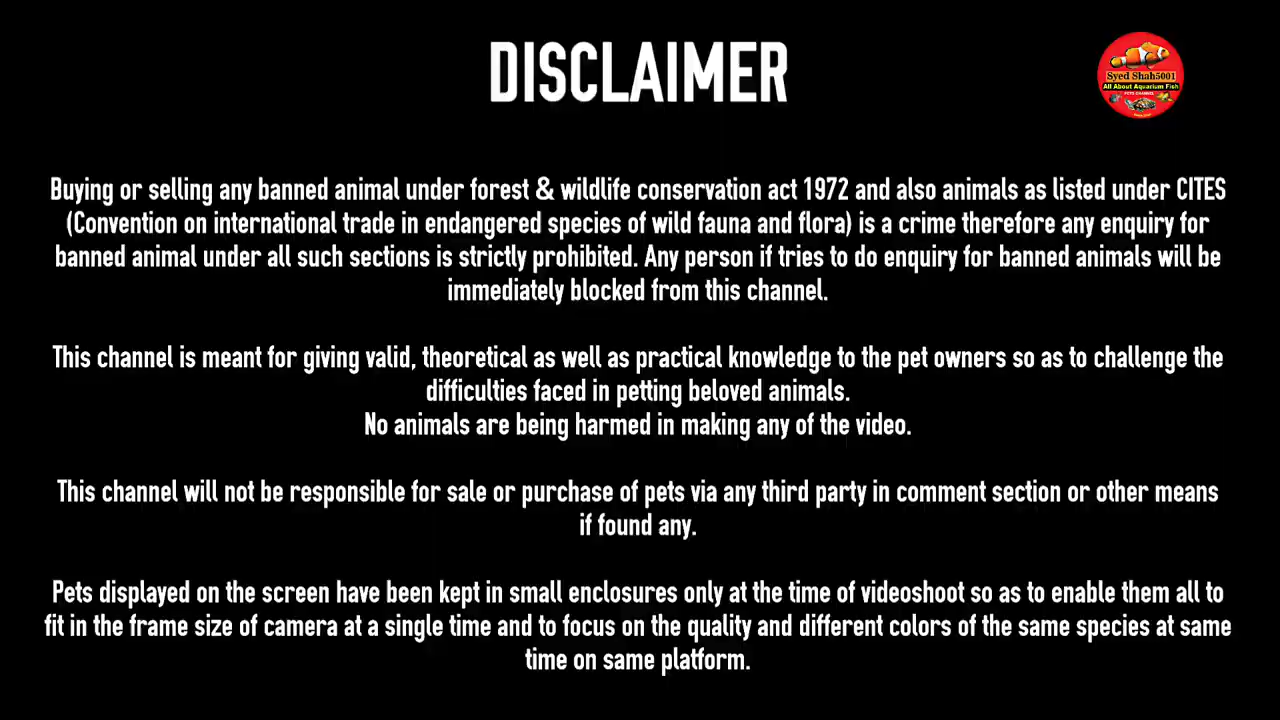 DISCLAIMER
Syed Shah5001
All About Aquarium Fish
PETS CHANNEL
Buying or selling any banned animal under forest & wildlife conservation act 1972 and also animals as listed under CITES
(Convention on international trade in endangered species of wild fauna and flora) is a crime therefore any enquiry for
banned animal under all such sections is strictly prohibited. Any person if tries to do enquiry for banned animals will be
immediately blocked from this channel.
This channel is meant for giving valid, theoretical as well as practical knowledge to the pet owners so as to challenge the
difficulties faced in petting beloved animals.
No animals are being harmed in making any of the video.
This channel will not be responsible for sale or purchase of pets via any third party in comment section or other means
if found any.
Pets displayed on the screen have been kept in small enclosures only at the time of videoshoot so as to enable them all to
fit in the frame size of camera at a single time and to focus on the quality and different colors of the same species at same
time on same platform.